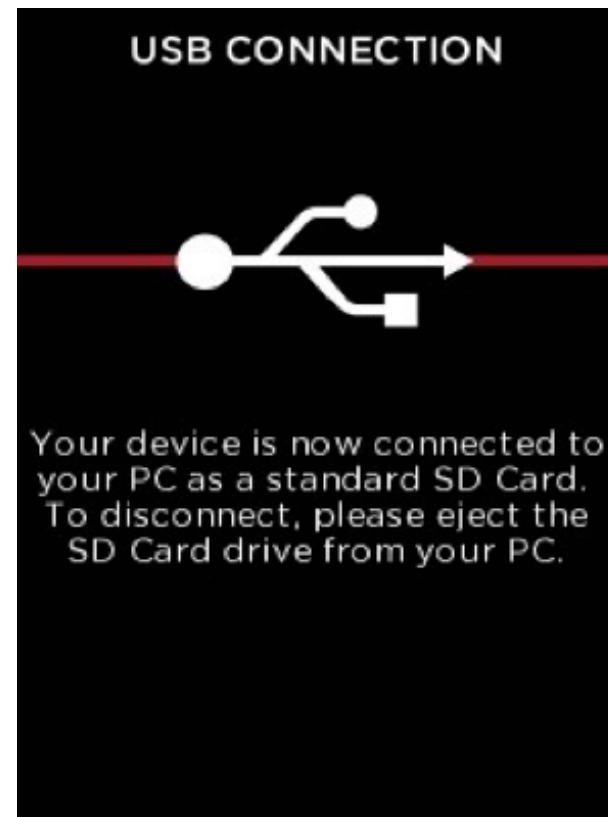 USB CONNECTION
Your device is now connected to
your PC as a standard SD Card.
To disconnect, please eject the
SD Card drive from your PC.